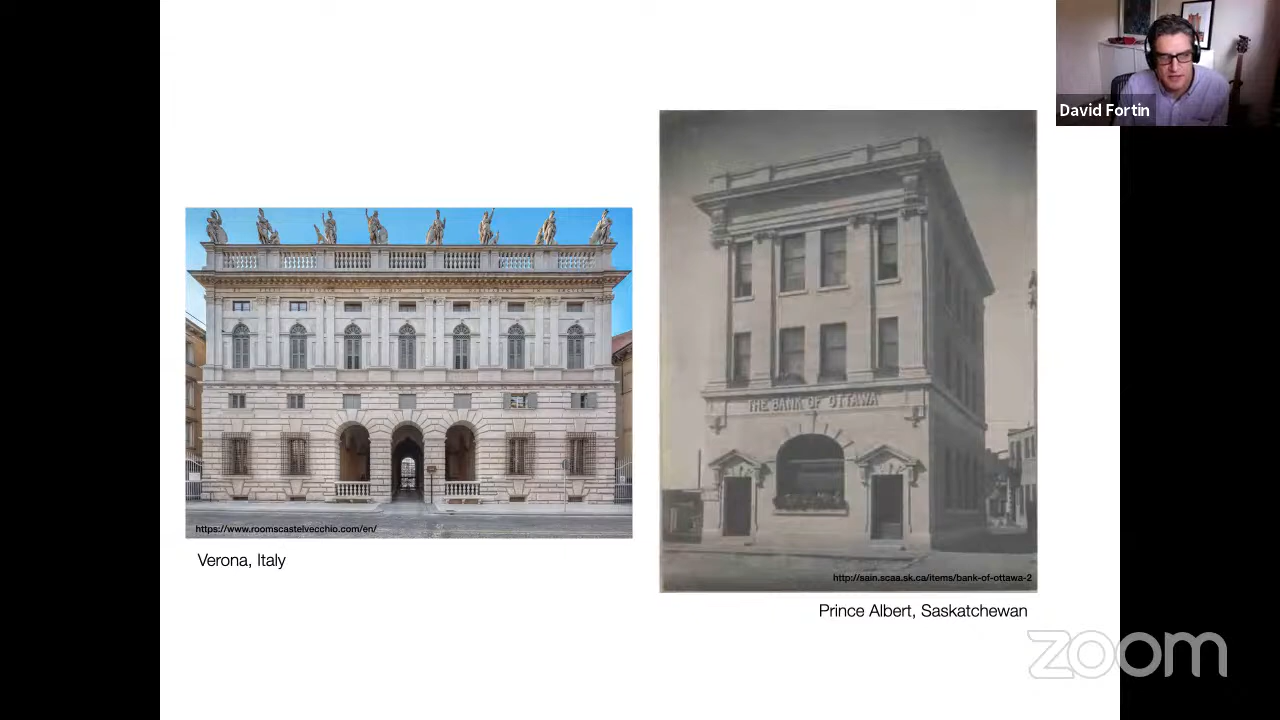 David Fortin
THE BANK OF OTTAWA
https://www.roomscastelvecchio.com/en/
Verona, Italy
http://sain.scaa.sk.ca/items/bank-of-ottawa-2
Prince Albert, Saskatchewan
zoom